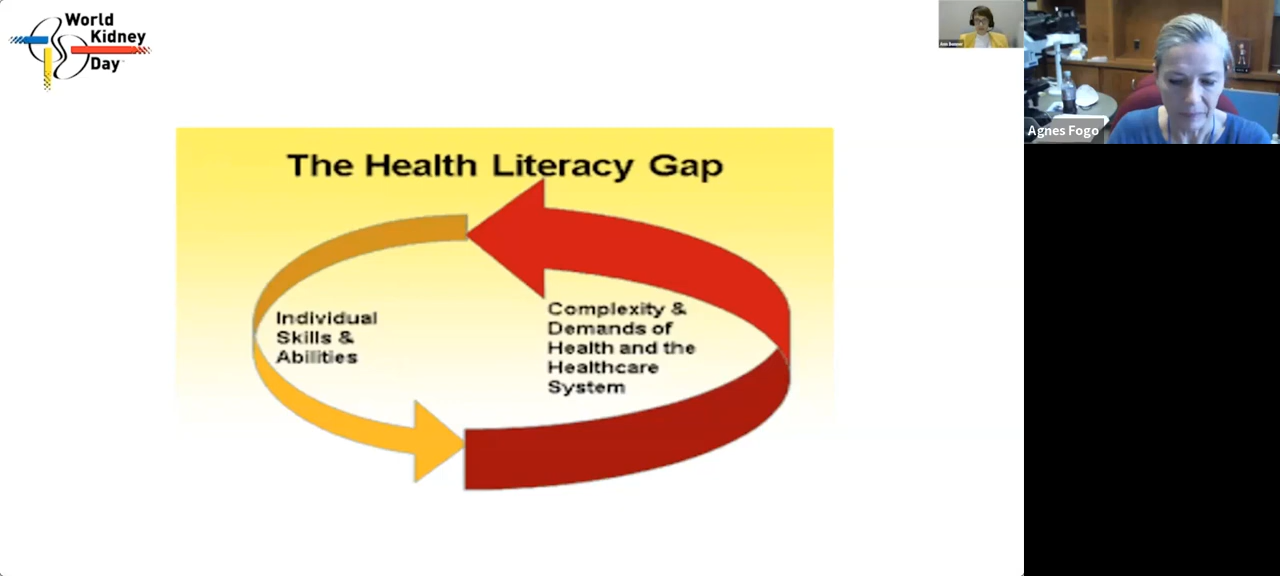 World
Kidney
Day
The Health Literacy Gap
Individual
Skills &
Abilities
Complexity &
Demands of
Health and the
Healthcare
System
Agnes Fogo